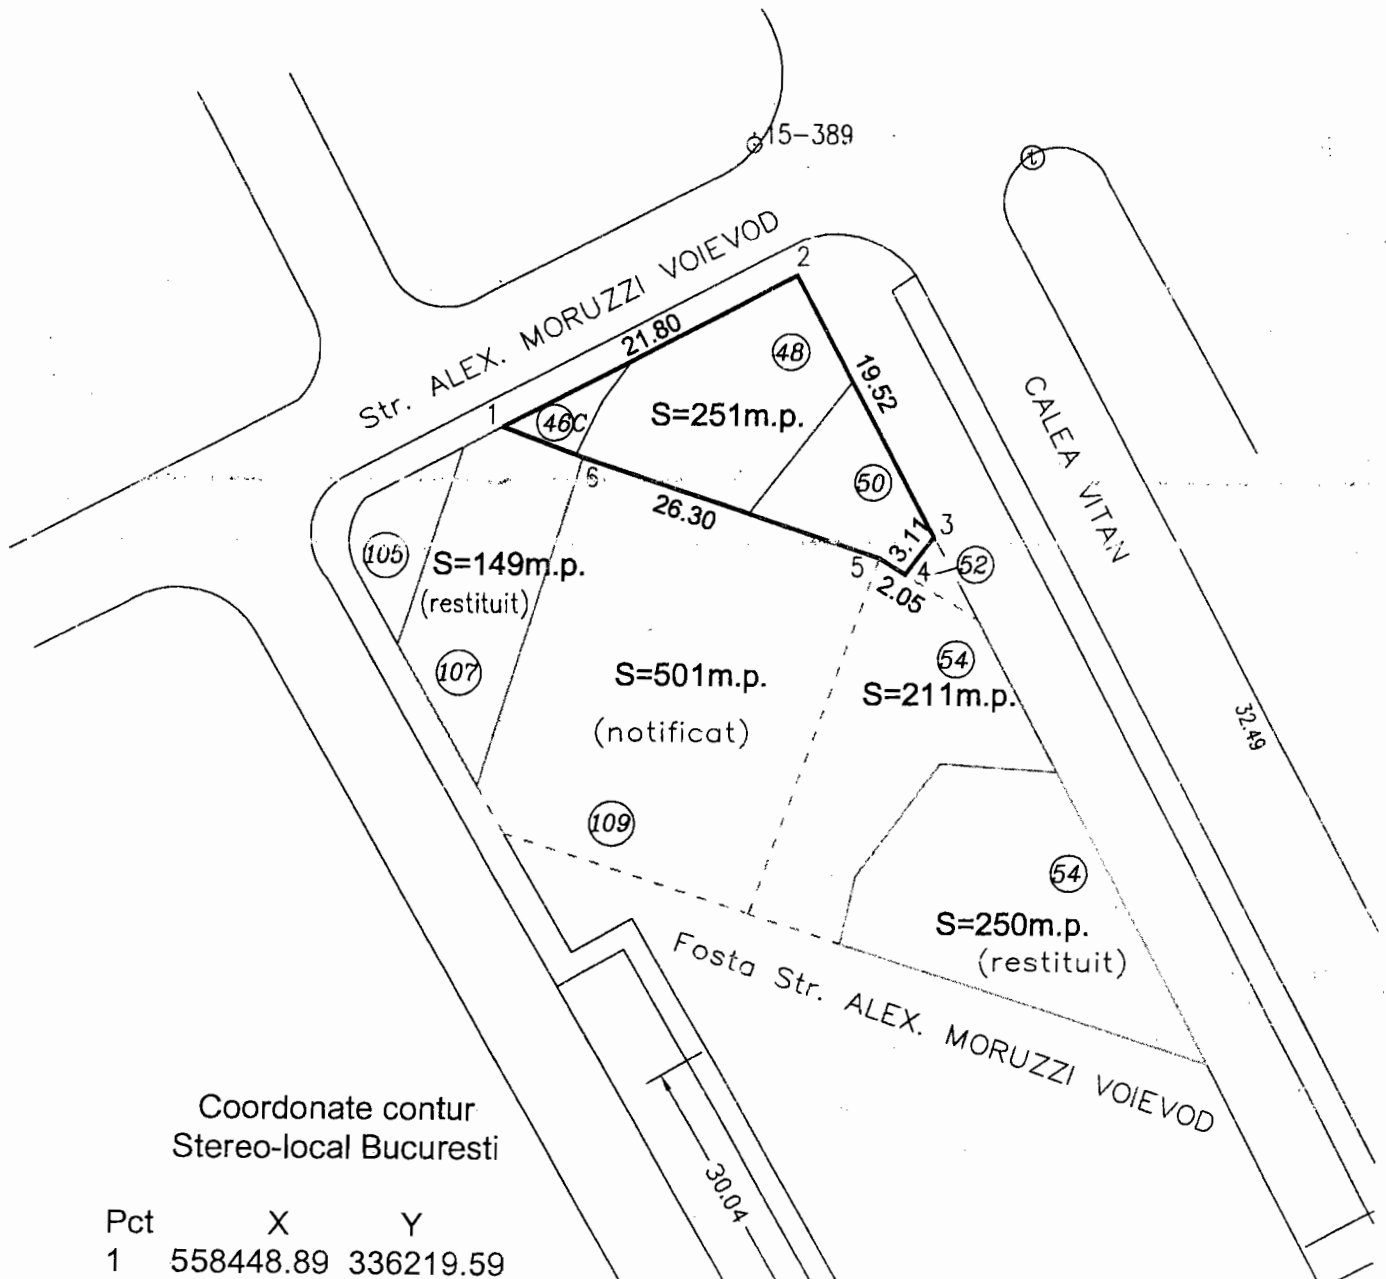 15-389
t
Str. ALEX. MORUZZI VOIEVOD
2
21.80
48
19.52
1
46C
S=251m.p.
CALEA VITAN
6
50
26.30
3
3.11
105
S=149m.p.
(restituit)
5
4
52
2.05
107
S=501m.p.
(notificat)
54
S=211m.p.
32.49
109
54
S=250m.p.
(restituit)
Fosta Str. ALEX. MORUZZI VOIEVOD
30.04
Coordonate contur
Stereo-local Bucuresti
Pct X Y
1 558448.89 336219.59